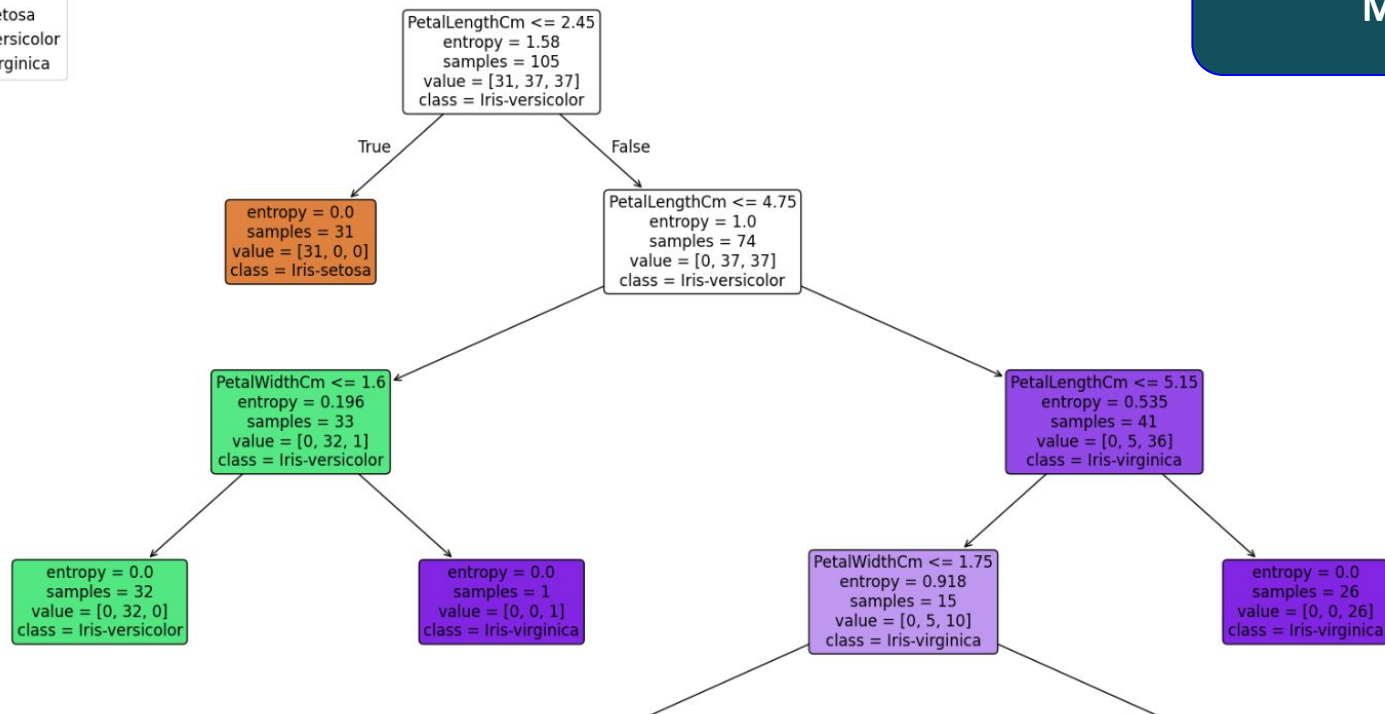 etosa
ersicolor
rginica
M
PetalLengthCm <= 2.45
entropy = 1.58
samples = 105
value = [31, 37, 37]
class = Iris-versicolor
True
False
entropy = 0.0
samples = 31
value = [31, 0, 0]
class = Iris-setosa
PetalLengthCm <= 4.75
entropy = 1.0
samples = 74
value = [0, 37, 37]
class = Iris-versicolor
PetalWidthCm <= 1.6
entropy = 0.196
samples = 33
value = [0, 32, 1]
class = Iris-versicolor
PetalLengthCm <= 5.15
entropy = 0.535
samples = 41
value = [0, 5, 36]
class = Iris-virginica
entropy = 0.0
samples = 32
value = [0, 32, 0]
class = Iris-versicolor
entropy = 0.0
samples = 1
value = [0, 0, 1]
class = Iris-virginica
PetalWidthCm <= 1.75
entropy = 0.918
samples = 15
value = [0, 5, 10]
class = Iris-virginica
entropy = 0.0
samples = 26
value = [0, 0, 26]
class = Iris-virginica